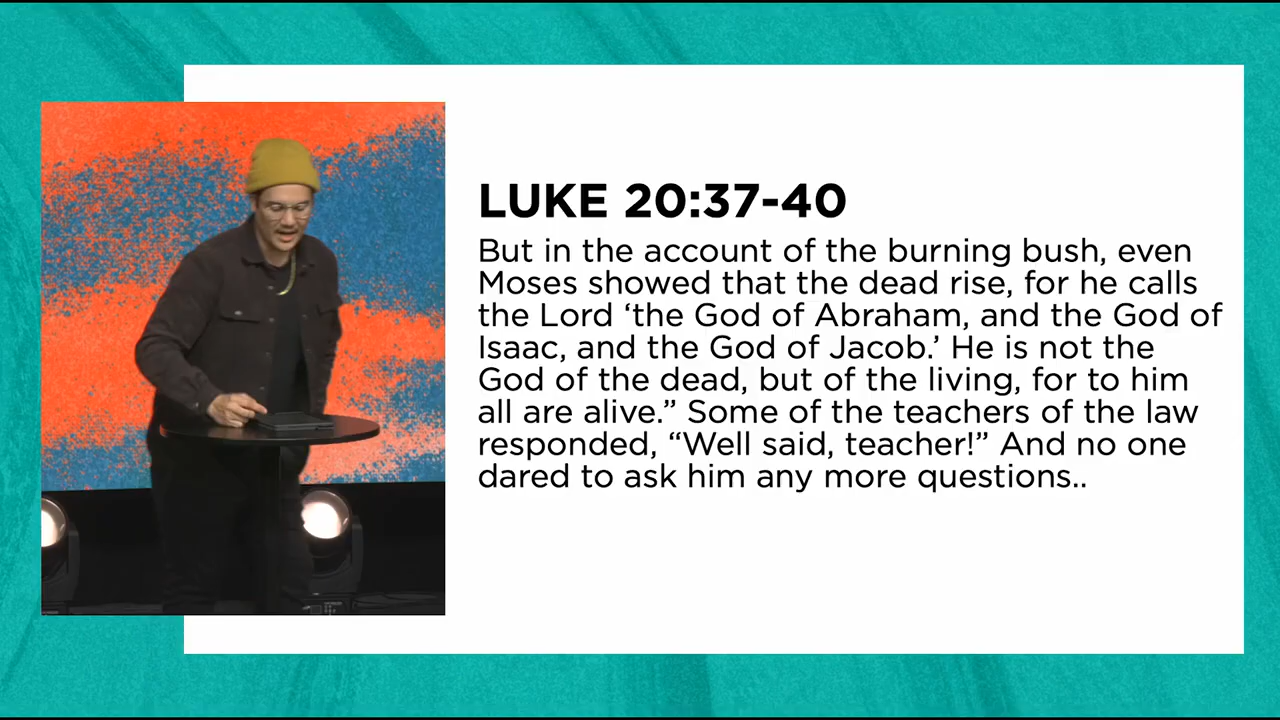 LUKE 20:37-40
But in the account of the burning bush, even
Moses showed that the dead rise, for he calls
the Lord ‘the God of Abraham, and the God of
Isaac, and the God of Jacob.’ He is not the
God of the dead, but of the living, for to him
all are alive.” Some of the teachers of the law
responded, “Well said, teacher!” And no one
dared to ask him any more questions..